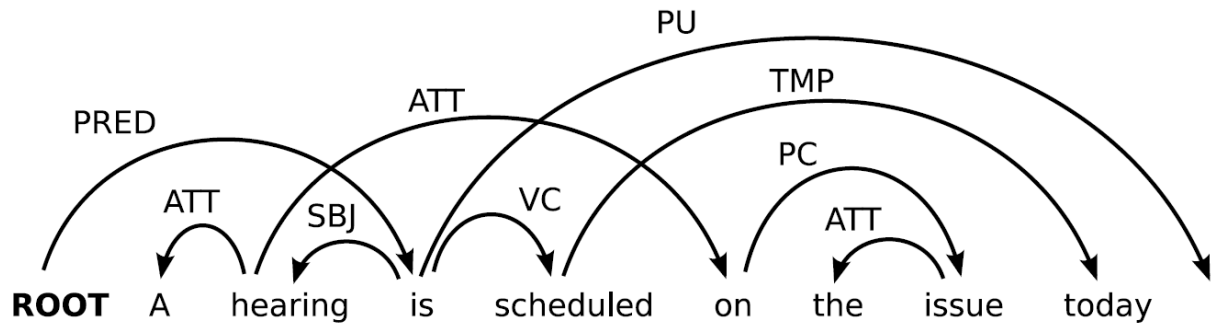 PU
TMP
ATT
PRED
PC
ATT
VC
SBJ
ATT
ROOT A hearing is scheduled on the issue today